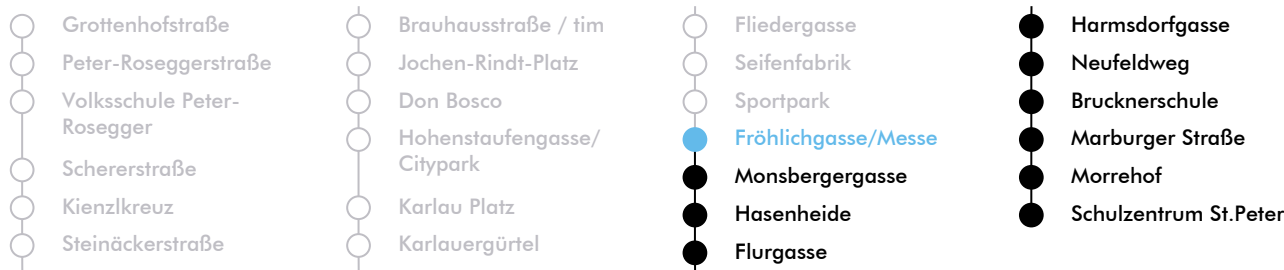 Grottenhofstraße
Peter-Roseggerstraße
Volksschule Peter-
Rosegger
Schererstraße
Kienzlkreuz
Steinäckerstraße
Brauhausstraße / tim
Jochen-Rindt-Platz
Don Bosco
Hohenstaufengasse/
Citypark
Karlau Platz
Karlauergürtel
Fliedergasse
Seifenfabrik
Sportpark
Fröhlichgasse/Messe
Monsbergergasse
Hasenheide
Flurgasse
Harmsdorfgasse
Neufeldweg
Brucknerschule
Marburger Straße
Morrehof
Schulzentrum St.Peter